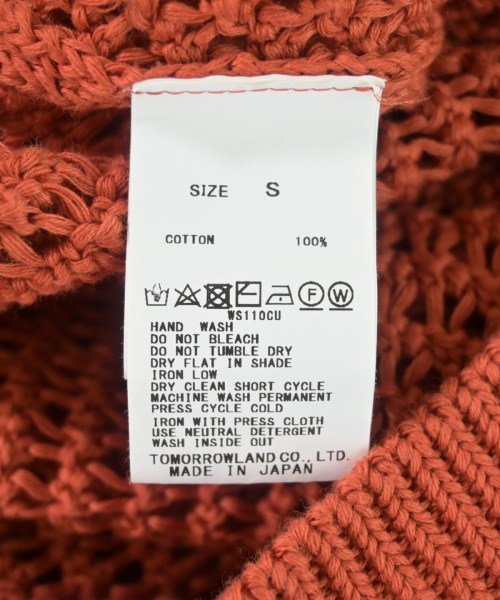 SIZE S
COTTON 100%
F W
WS110CU
HAND WASH
DO NOT BLEACH
DO NOT TUMBLE DRY
DRY FLAT IN SHADE
IRON LOW
DRY CLEAN SHORT CYCLE
MACHINE WASH PERMANENT
PRESS CYCLE COLD
IRON WITH PRESS CLOTH
USE NEUTRAL DETERGENT
WASH INSIDE OUT
TOMORROWLAND CO., LTD.
MADE IN JAPAN